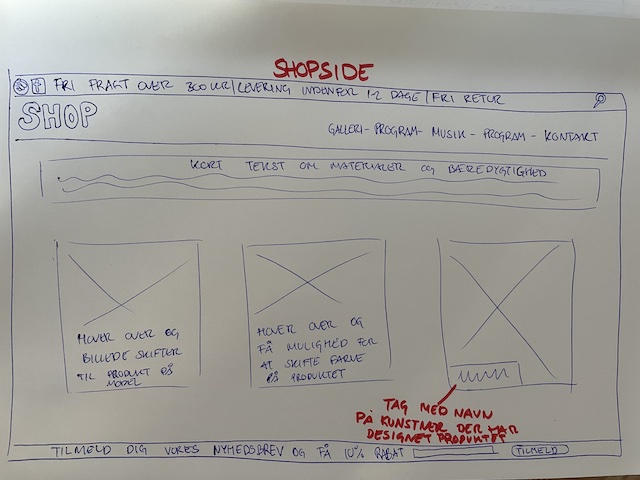 SHOPSIDE
FRI FRAGT OVER 300 KR | LEVERING INDENFOR 1-2 DAGE | FRI RETUR
SHOP
GALLERI - PROGRAM - MUSIK - PROGRAM - KONTAKT
KORT TEKST OM MATERIALER OG BÆREDYGTIGHED
HOVER OVER OG
BILLEDE SKIFTER
TIL PRODUKT PÅ
MODEL
HOVER OVER OG
FÅ MULIGHED FOR
AT SKIFTE FARVE
PÅ PRODUKTET
TAG MED NAVN
PÅ KUNSTNER DER HAR
DESIGNET PRODUKTET
TILMELD DIG VORES NYHEDSBREV OG FÅ 10% RABAT TILMELD